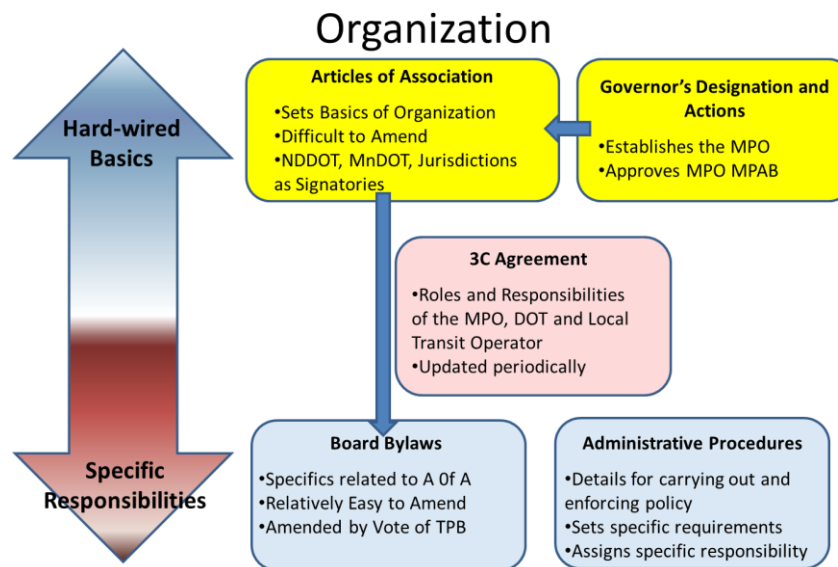 Organization
Hard-wired
Basics
Articles of Association
•Sets Basics of Organization
•Difficult to Amend
•NDDOT, MnDOT, Jurisdictions
as Signatories
Governor's Designation and
Actions
•Establishes the MPO
•Approves MPO MPAB
3C Agreement
•Roles and Responsibilities
of the MPO, DOT and Local
Transit Operator
•Updated periodically
Specific
Responsibilities
Board Bylaws
•Specifics related to A 0f A
•Relatively Easy to Amend
•Amended by Vote of TPB
Administrative Procedures
•Details for carrying out and
enforcing policy
•Sets specific requirements
•Assigns specific responsibility